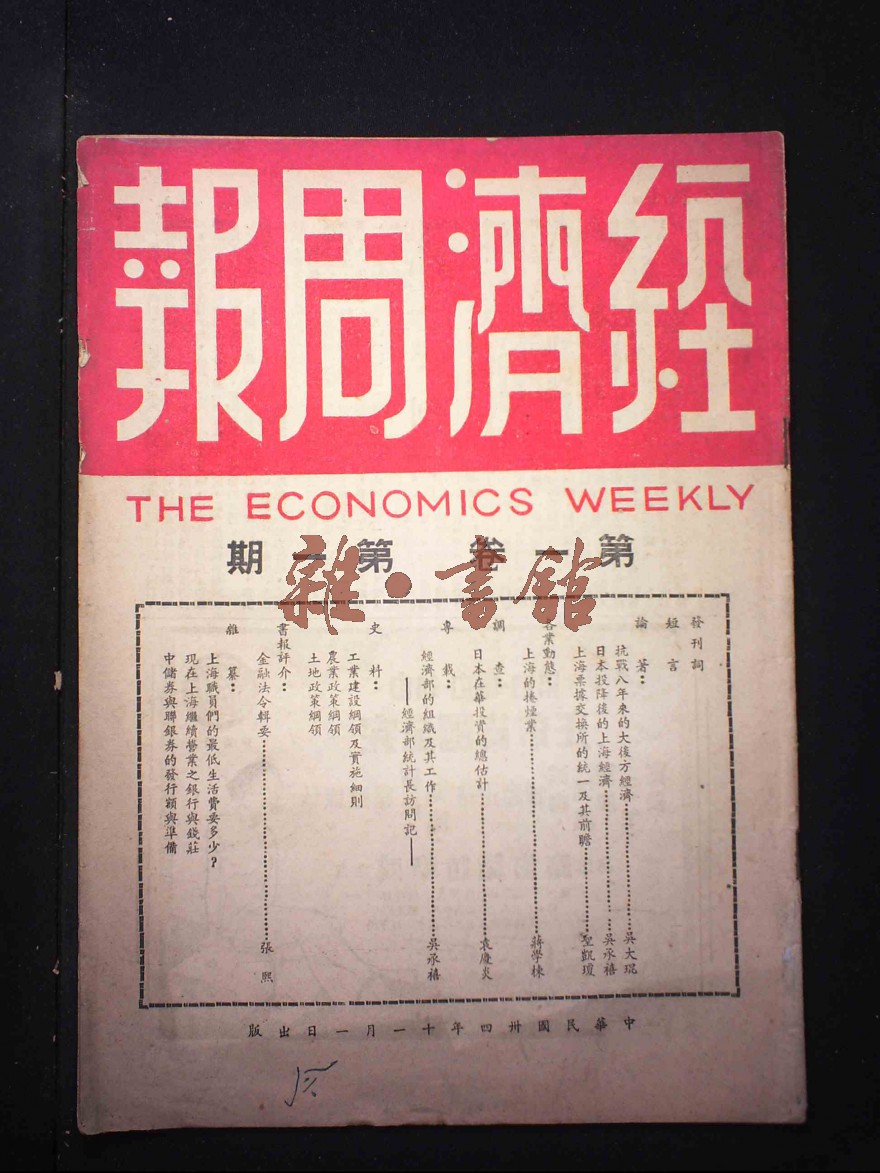 經濟周報
THE ECONOMICS WEEKLY
第一卷 第一期
雜·書館
發刊詞
短言
論著：
抗戰八年來的大後方經濟……吳大琨
日本投降後的上海經濟……吳承禧
上海票據交換所的統一及其前瞻……聖凱瓊
各業動態：
上海的捲煙業……蔣學棟
調查：
日本在華投資的總估計……袁慶炎
專載：
經濟部的組織及其工作……吳承禧
——經濟部統計長訪問記——
史料：
工業建設綱領及實施細則
農業政策綱領
土地政策綱領
書報評介：
金融法令輯要……張熙
雜纂：
上海職員們的最低生活費要多少？
現在上海繼續營業之銀行與錢莊
中儲券與聯銀券的發行額與準備
中華民國卅四年十一月一日出版